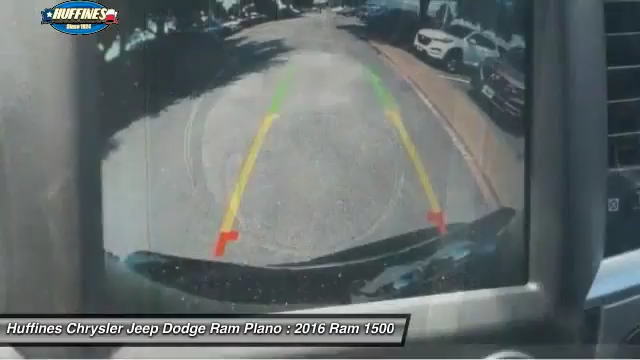 HUFFINES
Since 1924
Huffines Chrysler Jeep Dodge Ram Plano : 2016 Ram 1500